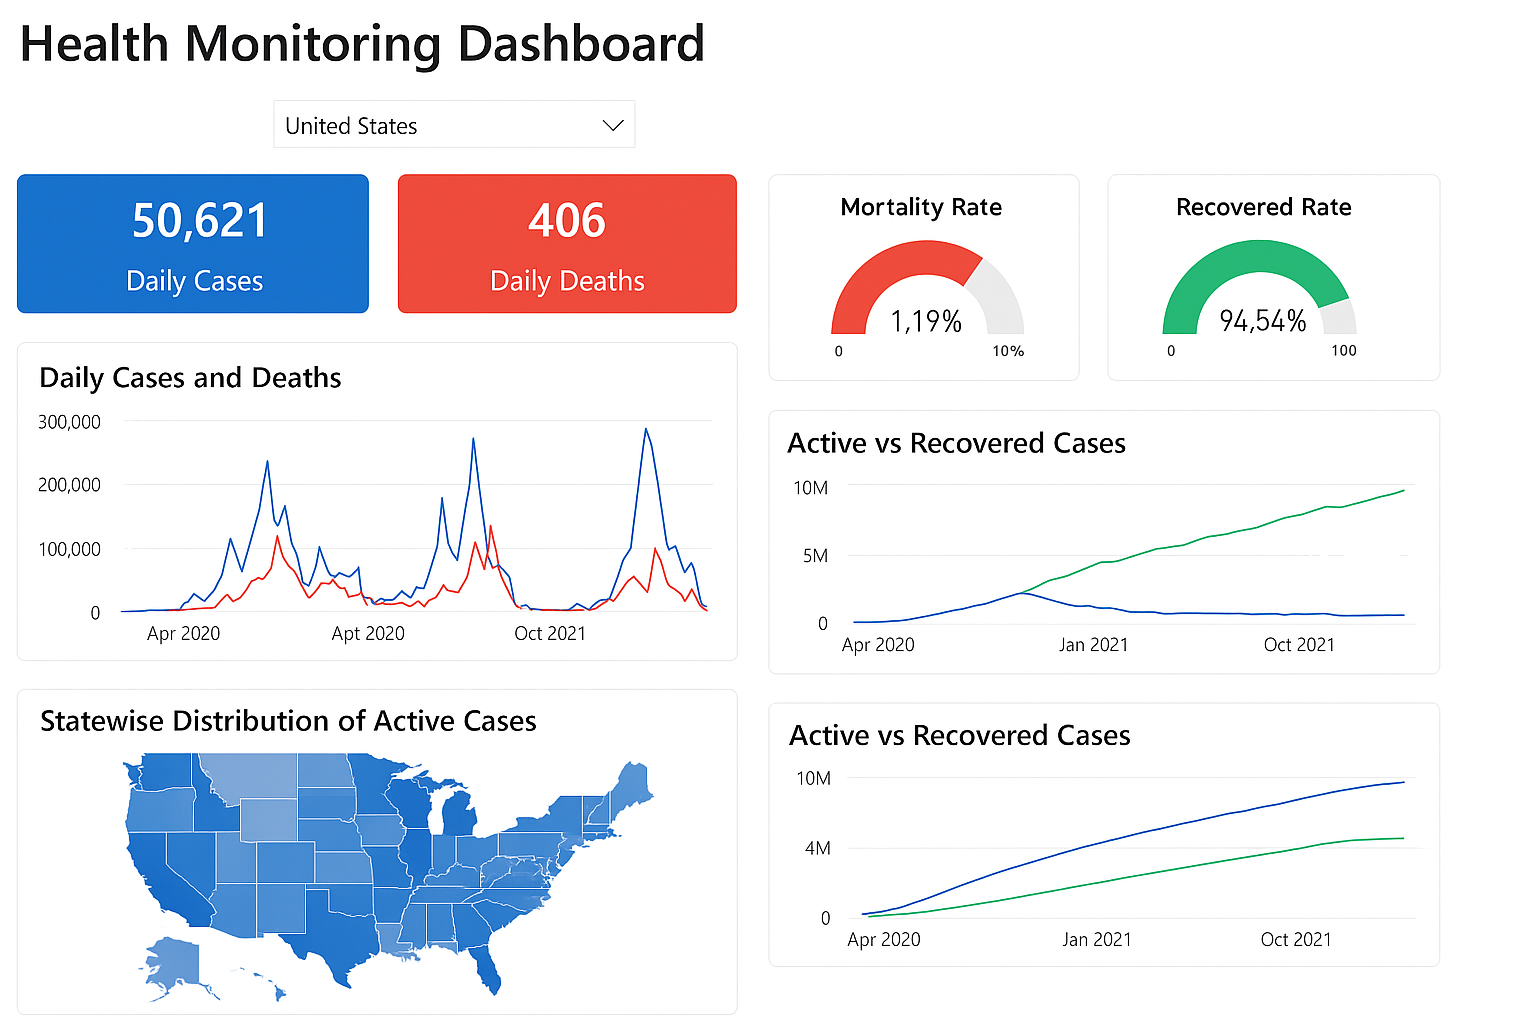 Health Monitoring Dashboard
United States
50,621
Daily Cases
406
Daily Deaths
Mortality Rate
1,19%
0
10%
Recovered Rate
94,54%
0
100
Daily Cases and Deaths
300,000
200,000
100,000
0
Apr 2020
Apt 2020
Oct 2021
Active vs Recovered Cases
10M
5M
0
Apr 2020
Jan 2021
Oct 2021
Statewise Distribution of Active Cases
Active vs Recovered Cases
10M
4M
0
Apr 2020
Jan 2021
Oct 2021